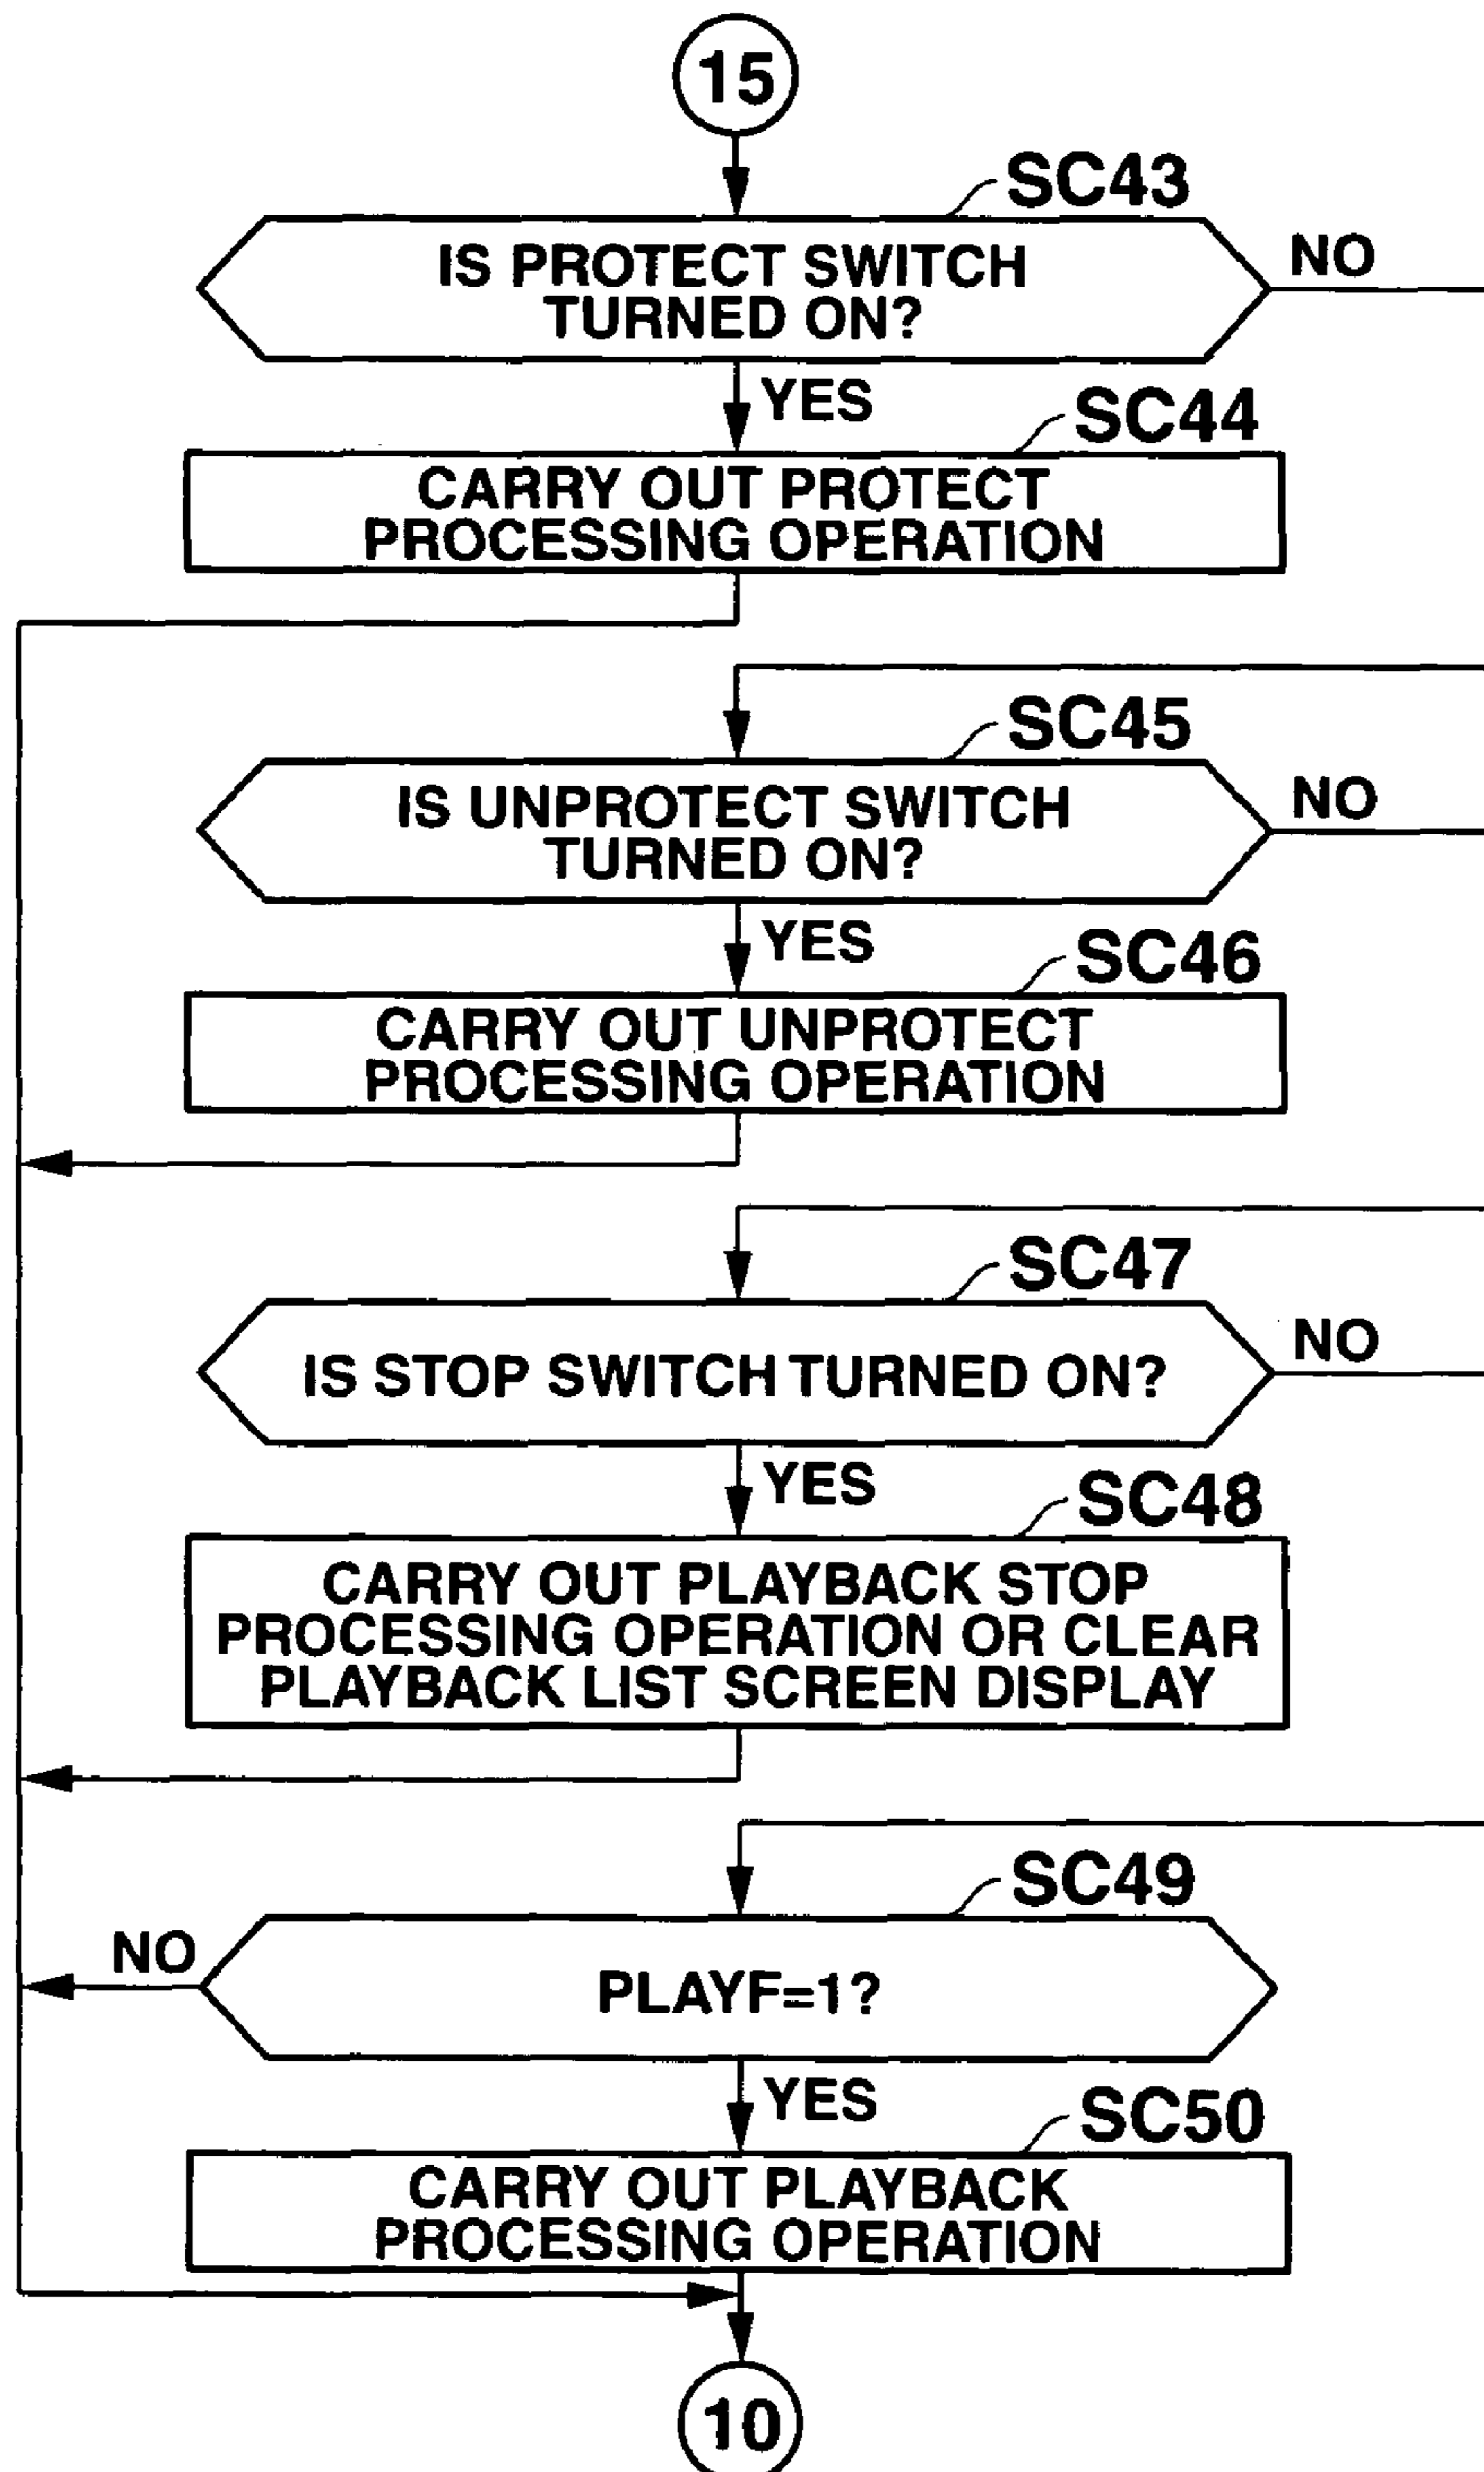 15
SC43
IS PROTECT SWITCH
TURNED ON?
NO
YES
SC44
CARRY OUT PROTECT
PROCESSING OPERATION
SC45
IS UNPROTECT SWITCH
TURNED ON?
NO
YES
SC46
CARRY OUT UNPROTECT
PROCESSING OPERATION
SC47
IS STOP SWITCH TURNED ON?
NO
YES
SC48
CARRY OUT PLAYBACK STOP
PROCESSING OPERATION OR CLEAR
PLAYBACK LIST SCREEN DISPLAY
SC49
NO
PLAYF=1?
YES
SC50
CARRY OUT PLAYBACK
PROCESSING OPERATION
10